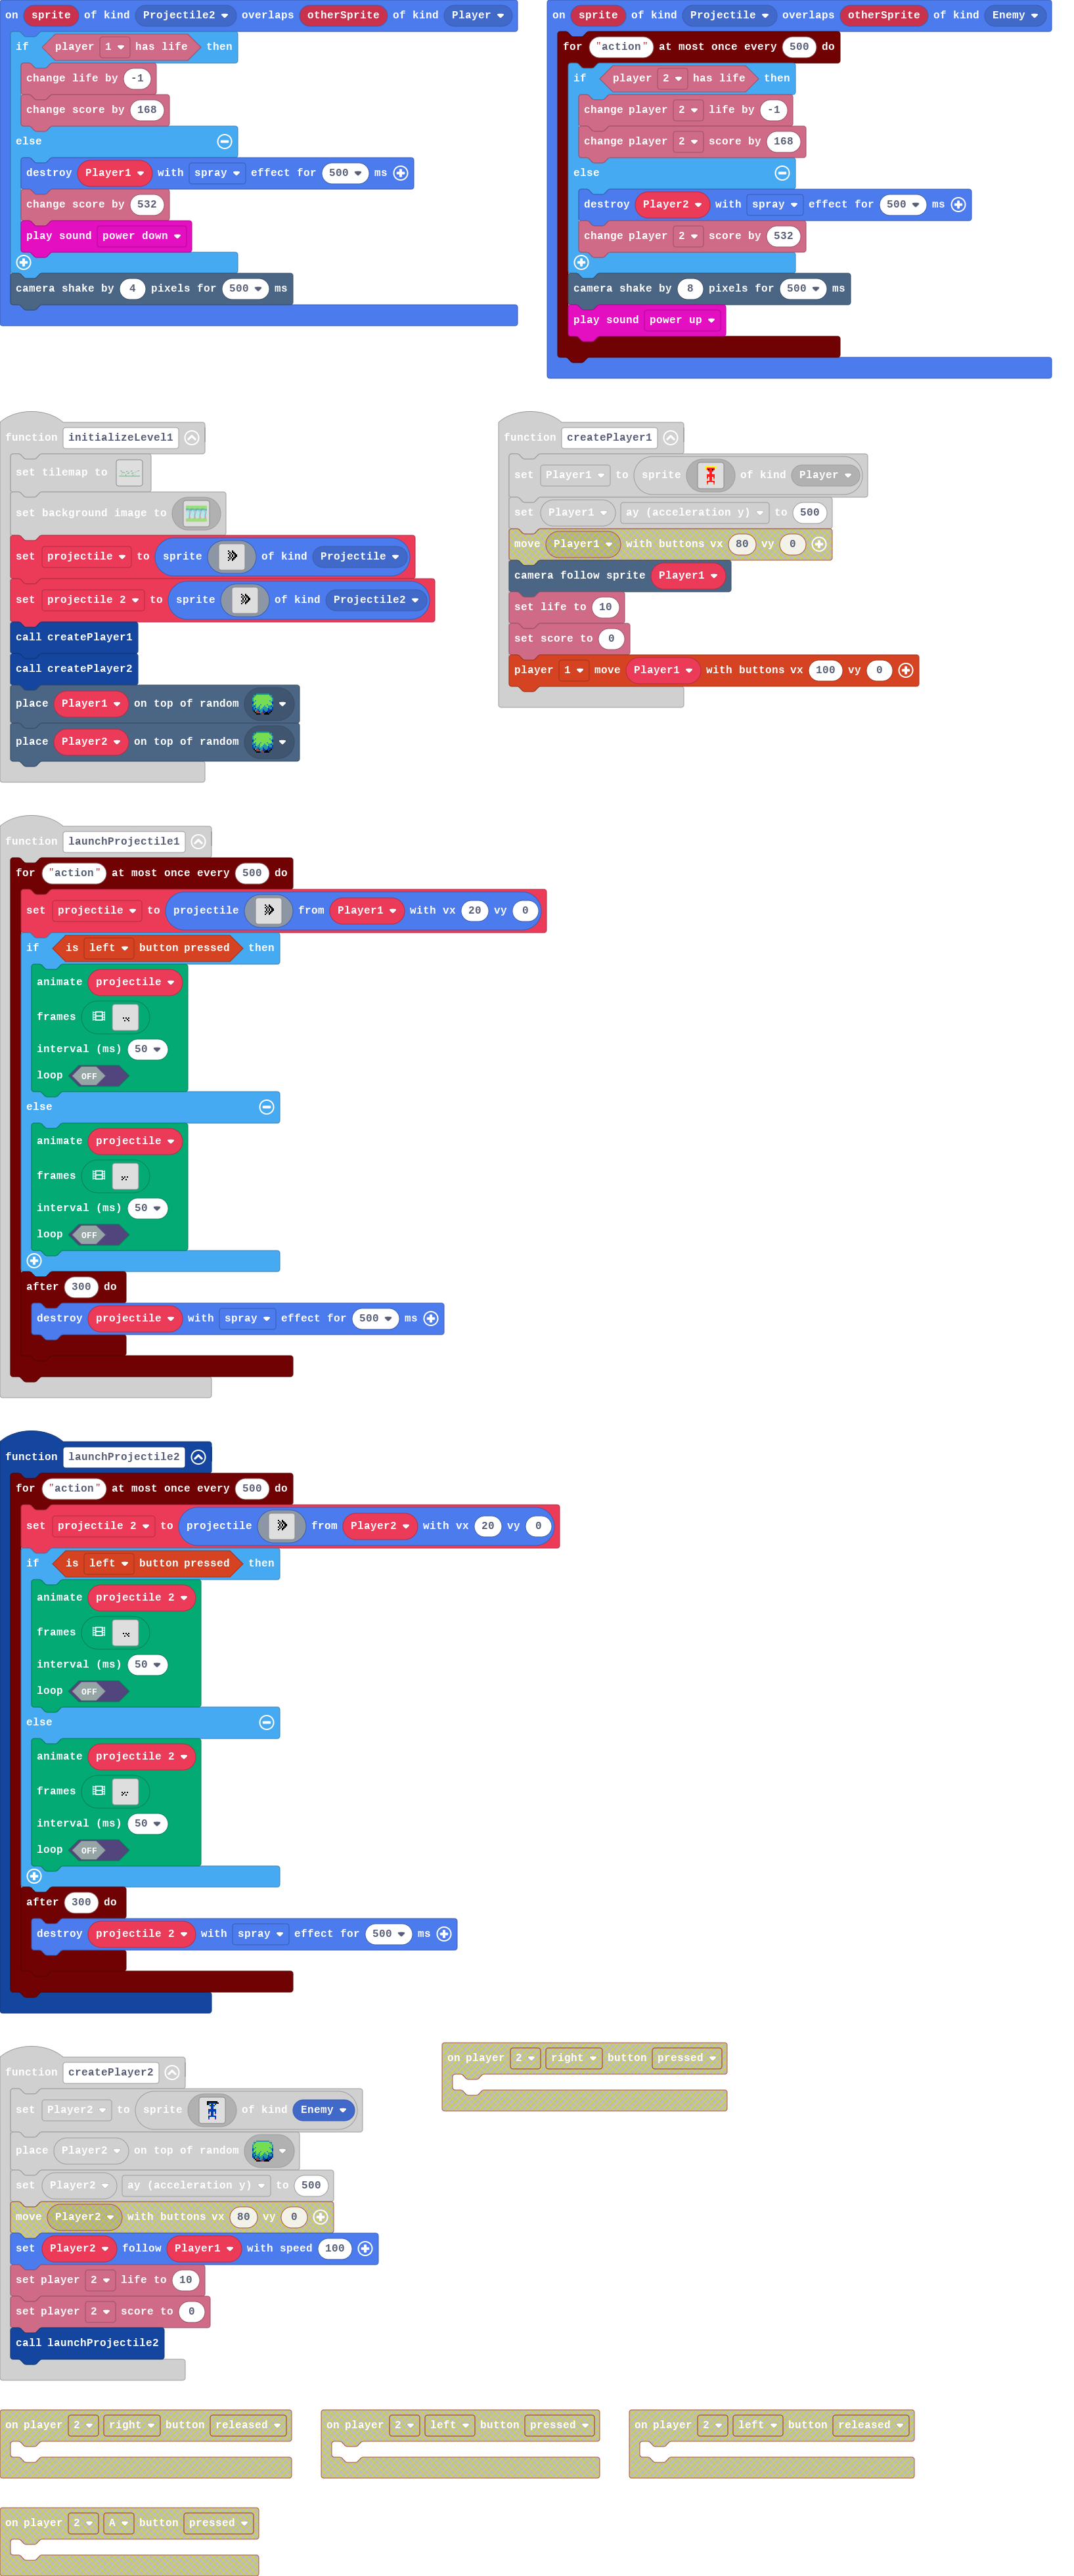 on sprite of kind Projectile2 overlaps otherSprite of kind Player
if player 1 has life then
change life by -1
change score by 168
else
destroy Player1 with spray effect for 500 ms
change score by 532
play sound power down
camera shake by 4 pixels for 500 ms
on sprite of kind Projectile overlaps otherSprite of kind Enemy
for "action" at most once every 500 do
if player 2 has life then
change player 2 life by -1
change player 2 score by 168
else
destroy Player2 with spray effect for 500 ms
change player 2 score by 532
camera shake by 8 pixels for 500 ms
play sound power up
function initializeLevel1
set tilemap to
set background image to
set projectile to sprite of kind Projectile
set projectile 2 to sprite of kind Projectile2
call createPlayer1
call createPlayer2
place Player1 on top of random
place Player2 on top of random
function createPlayer1
set Player1 to sprite of kind Player
set Player1 ay (acceleration y) to 500
move Player1 with buttons vx 80 vy 0
camera follow sprite Player1
set life to 10
set score to 0
player 1 move Player1 with buttons vx 100 vy 0
function launchProjectile1
for "action" at most once every 500 do
set projectile to projectile from Player1 with vx 20 vy 0
if is left button pressed then
animate projectile
frames
interval (ms) 50
loop OFF
else
animate projectile
frames
interval (ms) 50
loop OFF
after 300 do
destroy projectile with spray effect for 500 ms
function launchProjectile2
for "action" at most once every 500 do
set projectile 2 to projectile from Player2 with vx 20 vy 0
if is left button pressed then
animate projectile 2
frames
interval (ms) 50
loop OFF
else
animate projectile 2
frames
interval (ms) 50
loop OFF
after 300 do
destroy projectile 2 with spray effect for 500 ms
function createPlayer2
set Player2 to sprite of kind Enemy
place Player2 on top of random
set Player2 ay (acceleration y) to 500
move Player2 with buttons vx 80 vy 0
set Player2 follow Player1 with speed 100
set player 2 life to 10
set player 2 score to 0
call launchProjectile2
on player 2 right button pressed
on player 2 right button released
on player 2 left button pressed
on player 2 left button released
on player 2 A button pressed